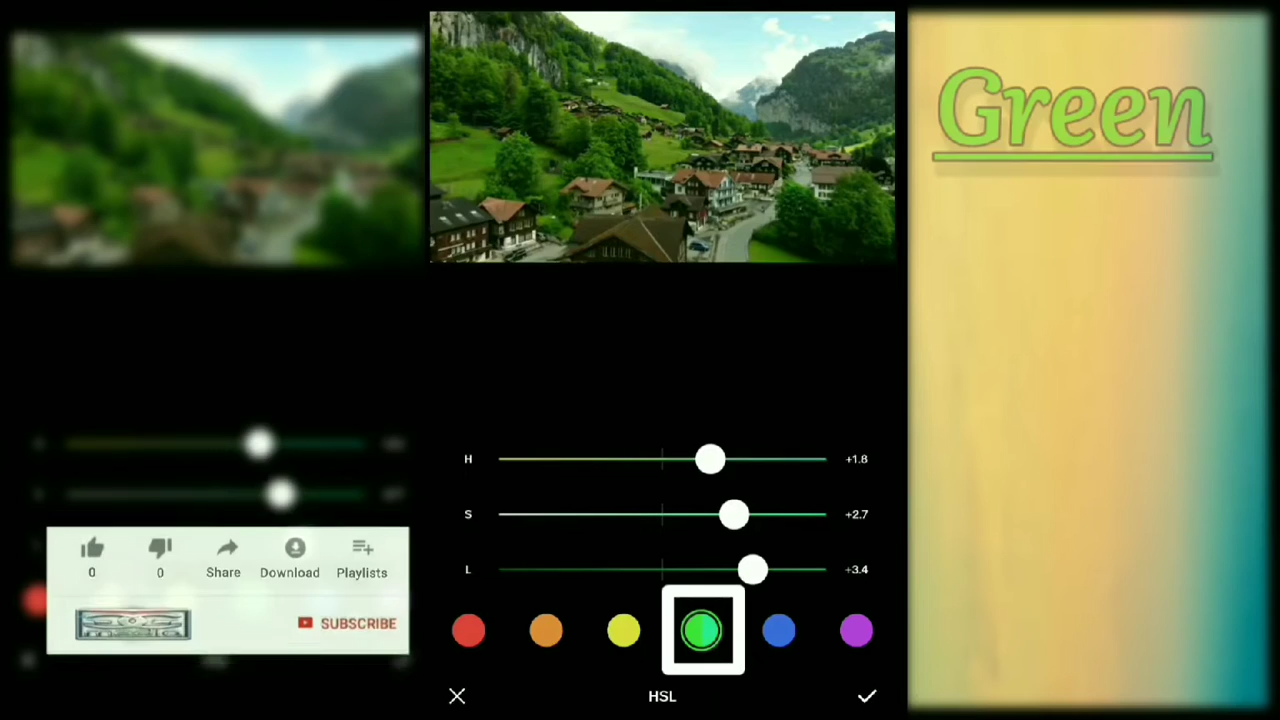 Green
H +1.8
S +2.7
L +3.4
0 0 Share Download Playlists
SUBSCRIBE
HSL